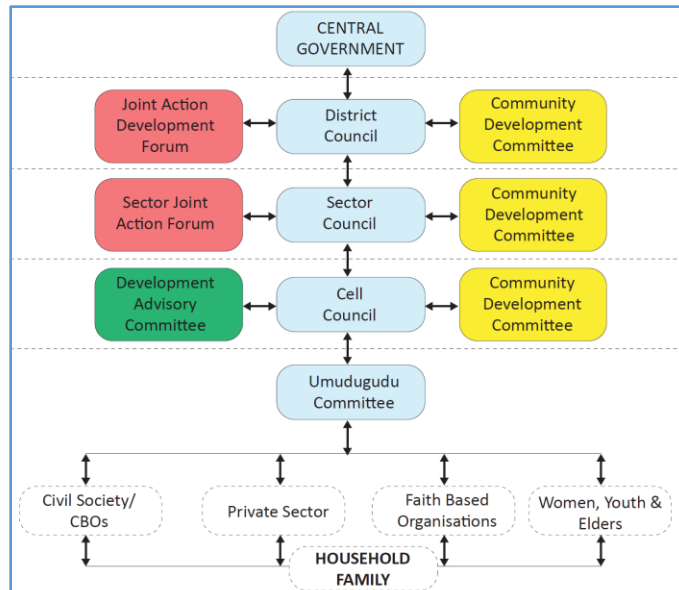 CENTRAL
GOVERNMENT
Joint Action
Development
Forum
District
Council
Community
Development
Committee
Sector Joint
Action Forum
Sector
Council
Community
Development
Committee
Development
Advisory
Committee
Cell
Council
Community
Development
Committee
Umudugudu
Committee
Civil Society/
CBOs
Private Sector
Faith Based
Organisations
Women, Youth &
Elders
HOUSEHOLD
FAMILY